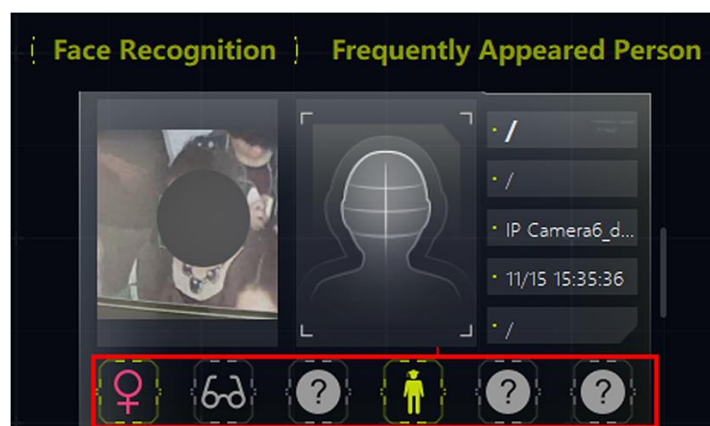 Face Recognition Frequently Appeared Person
/
/
IP Camera6_d...
11/15 15:35:36
/
? ? ?